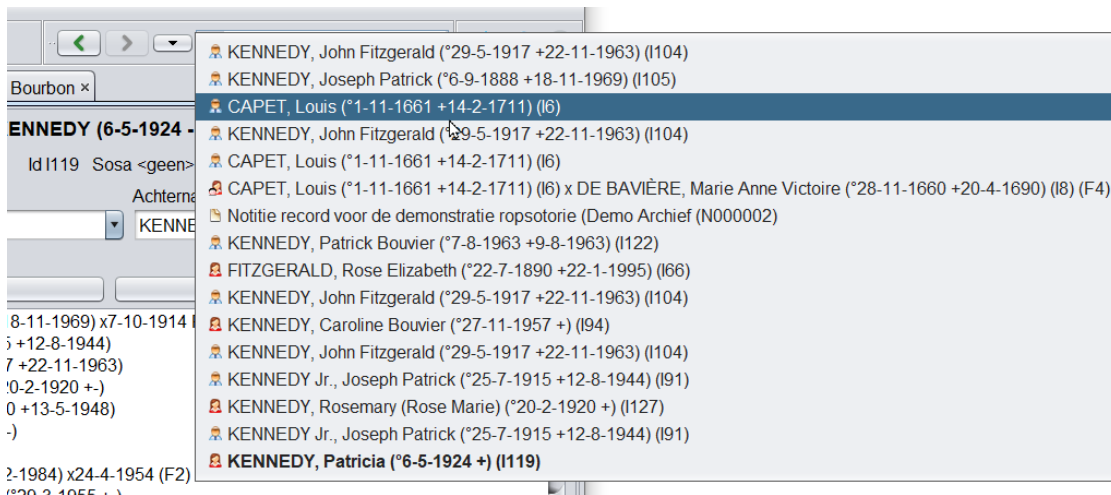 KENNEDY, John Fitzgerald (°29-5-1917 +22-11-1963) (I104)
KENNEDY, Joseph Patrick (°6-9-1888 +18-11-1969) (I105)
Bourbon ×
CAPET, Louis (°1-11-1661 +14-2-1711) (I6)
ENNEDY (6-5-1924 -
KENNEDY, John Fitzgerald (°29-5-1917 +22-11-1963) (I104)
Id I119 Sosa <geen>
CAPET, Louis (°1-11-1661 +14-2-1711) (I6)
Achterna
CAPET, Louis (°1-11-1661 +14-2-1711) (I6) x DE BAVIÈRE, Marie Anne Victoire (°28-11-1660 +20-4-1690) (I8) (F4)
KENNE
Notitie record voor de demonstratie ropsotorie (Demo Archief (N000002)
KENNEDY, Patrick Bouvier (°7-8-1963 +9-8-1963) (I122)
FITZGERALD, Rose Elizabeth (°22-7-1890 +22-1-1995) (I66)
KENNEDY, John Fitzgerald (°29-5-1917 +22-11-1963) (I104)
8-11-1969) x7-10-1914
KENNEDY, Caroline Bouvier (°27-11-1957 +) (I94)
5 +12-8-1944)
KENNEDY, John Fitzgerald (°29-5-1917 +22-11-1963) (I104)
7 +22-11-1963)
KENNEDY Jr., Joseph Patrick (°25-7-1915 +12-8-1944) (I91)
20-2-1920 +-)
KENNEDY, Rosemary (Rose Marie) (°20-2-1920 +) (I127)
0 +13-5-1948)
KENNEDY Jr., Joseph Patrick (°25-7-1915 +12-8-1944) (I91)
-)
KENNEDY, Patricia (°6-5-1924 +) (I119)
2-1984) x24-4-1954 (F2)